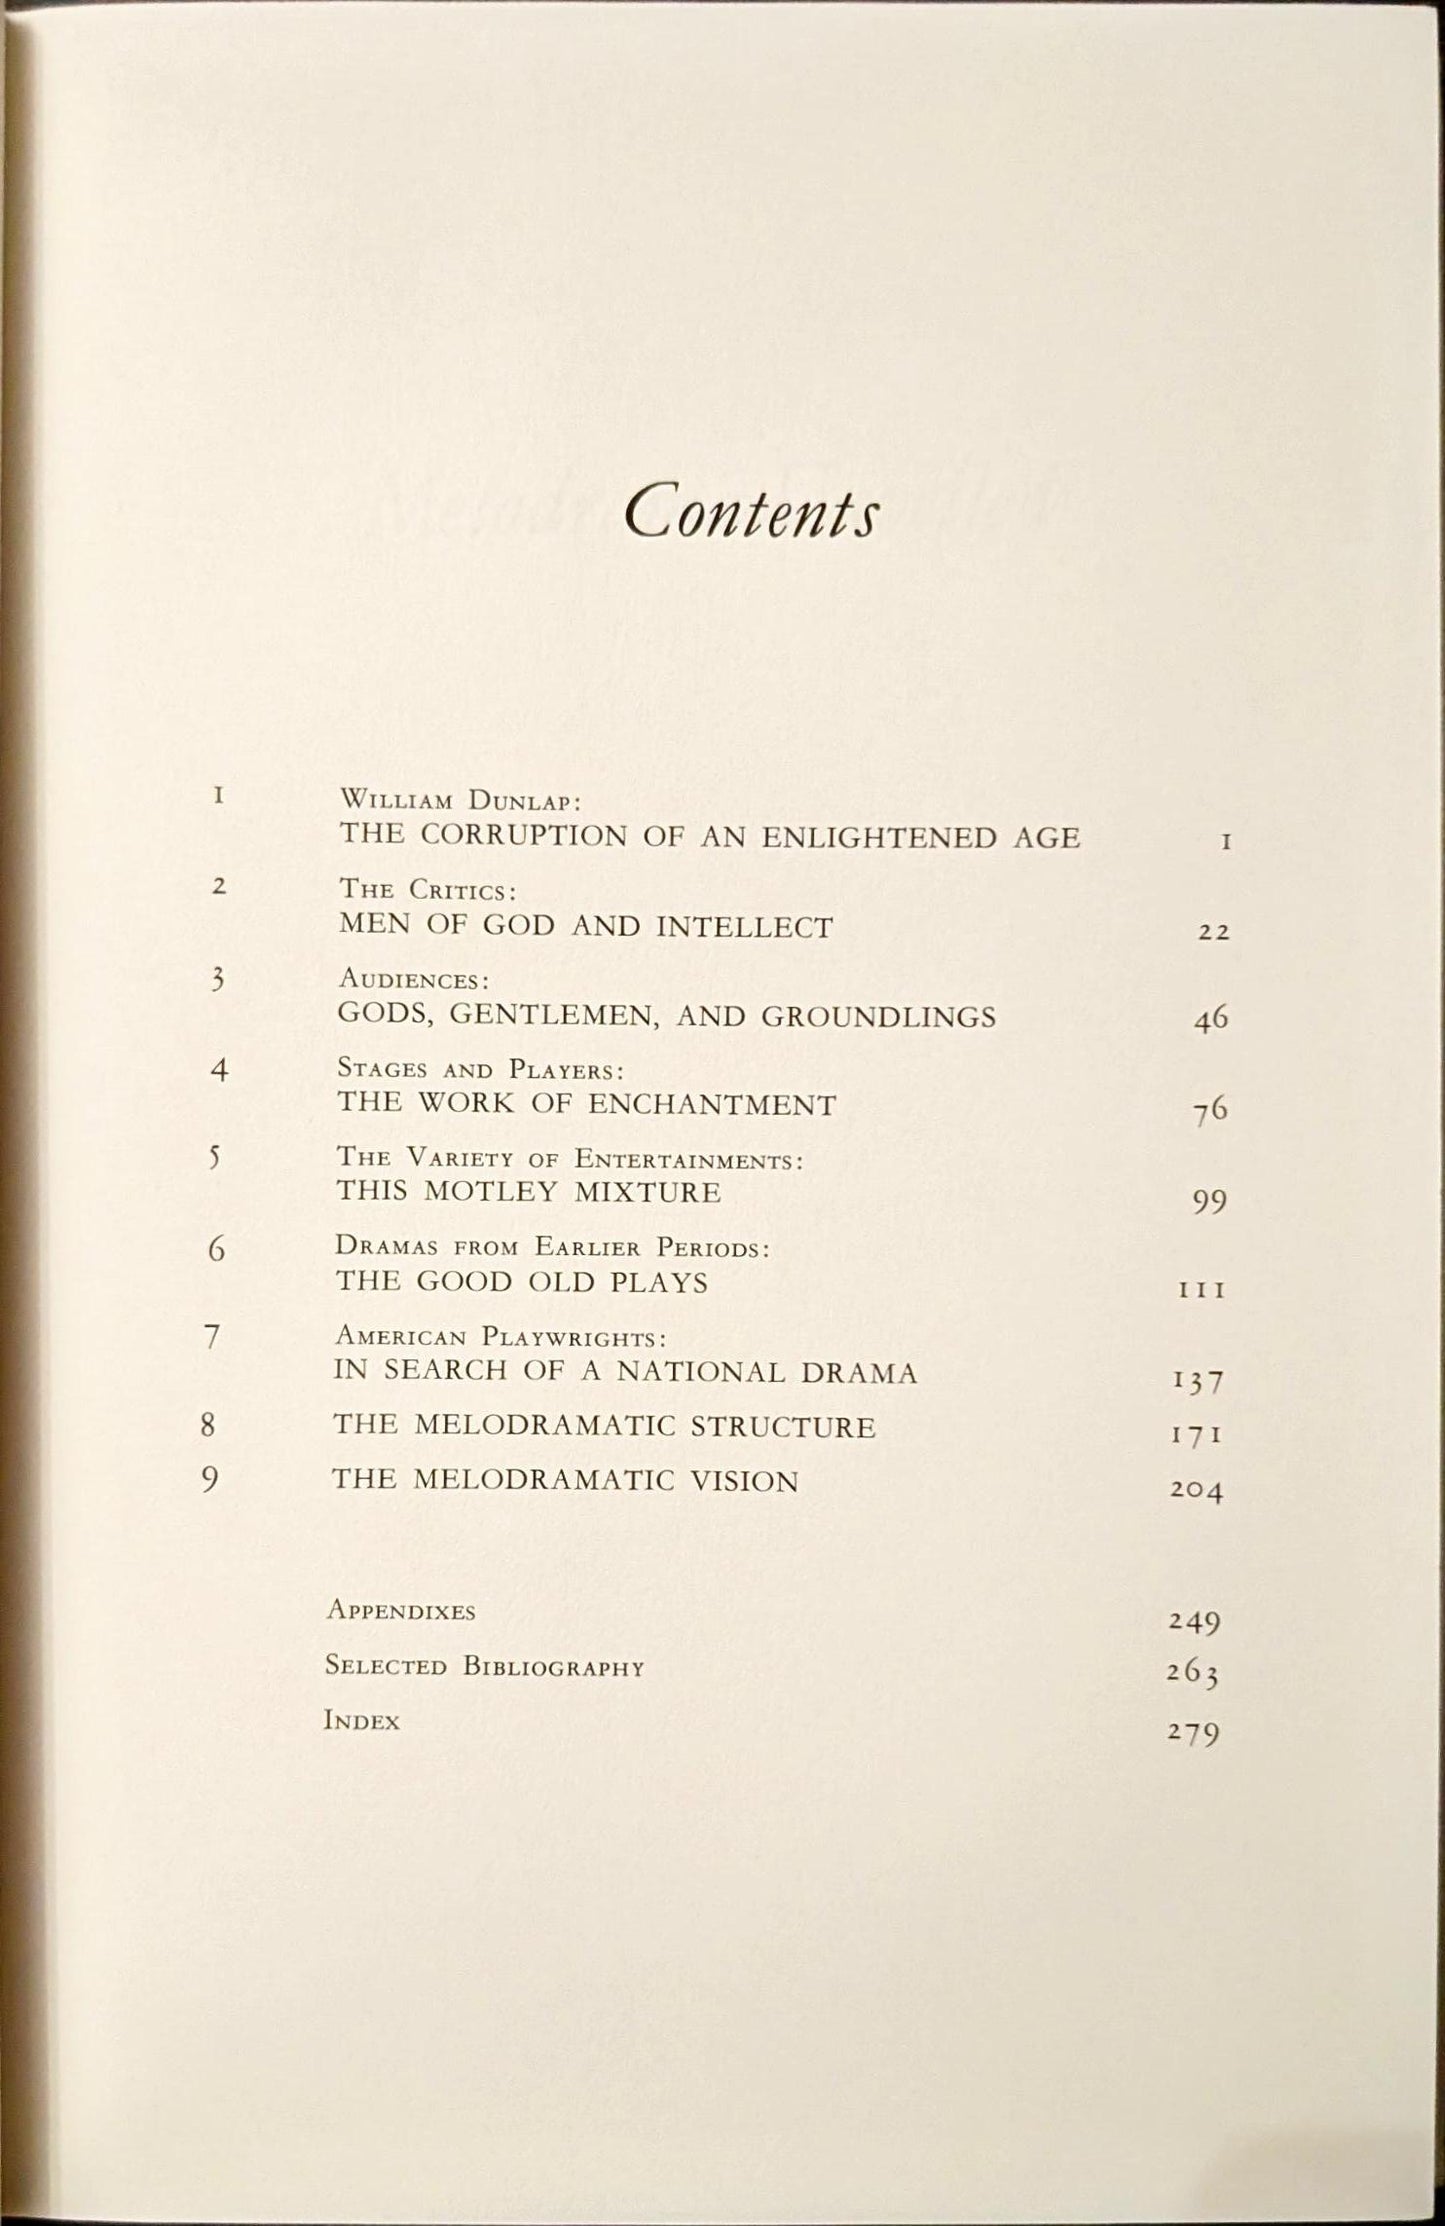 Contents
1 William Dunlap:
THE CORRUPTION OF AN ENLIGHTENED AGE 1
2 The Critics:
MEN OF GOD AND INTELLECT 22
3 Audiences:
GODS, GENTLEMEN, AND GROUNDLINGS 46
4 Stages and Players:
THE WORK OF ENCHANTMENT 76
5 The Variety of Entertainments:
THIS MOTLEY MIXTURE 99
6 Dramas from Earlier Periods:
THE GOOD OLD PLAYS 111
7 American Playwrights:
IN SEARCH OF A NATIONAL DRAMA 137
8 THE MELODRAMATIC STRUCTURE 171
9 THE MELODRAMATIC VISION 204
Appendixes 249
Selected Bibliography 263
Index 279